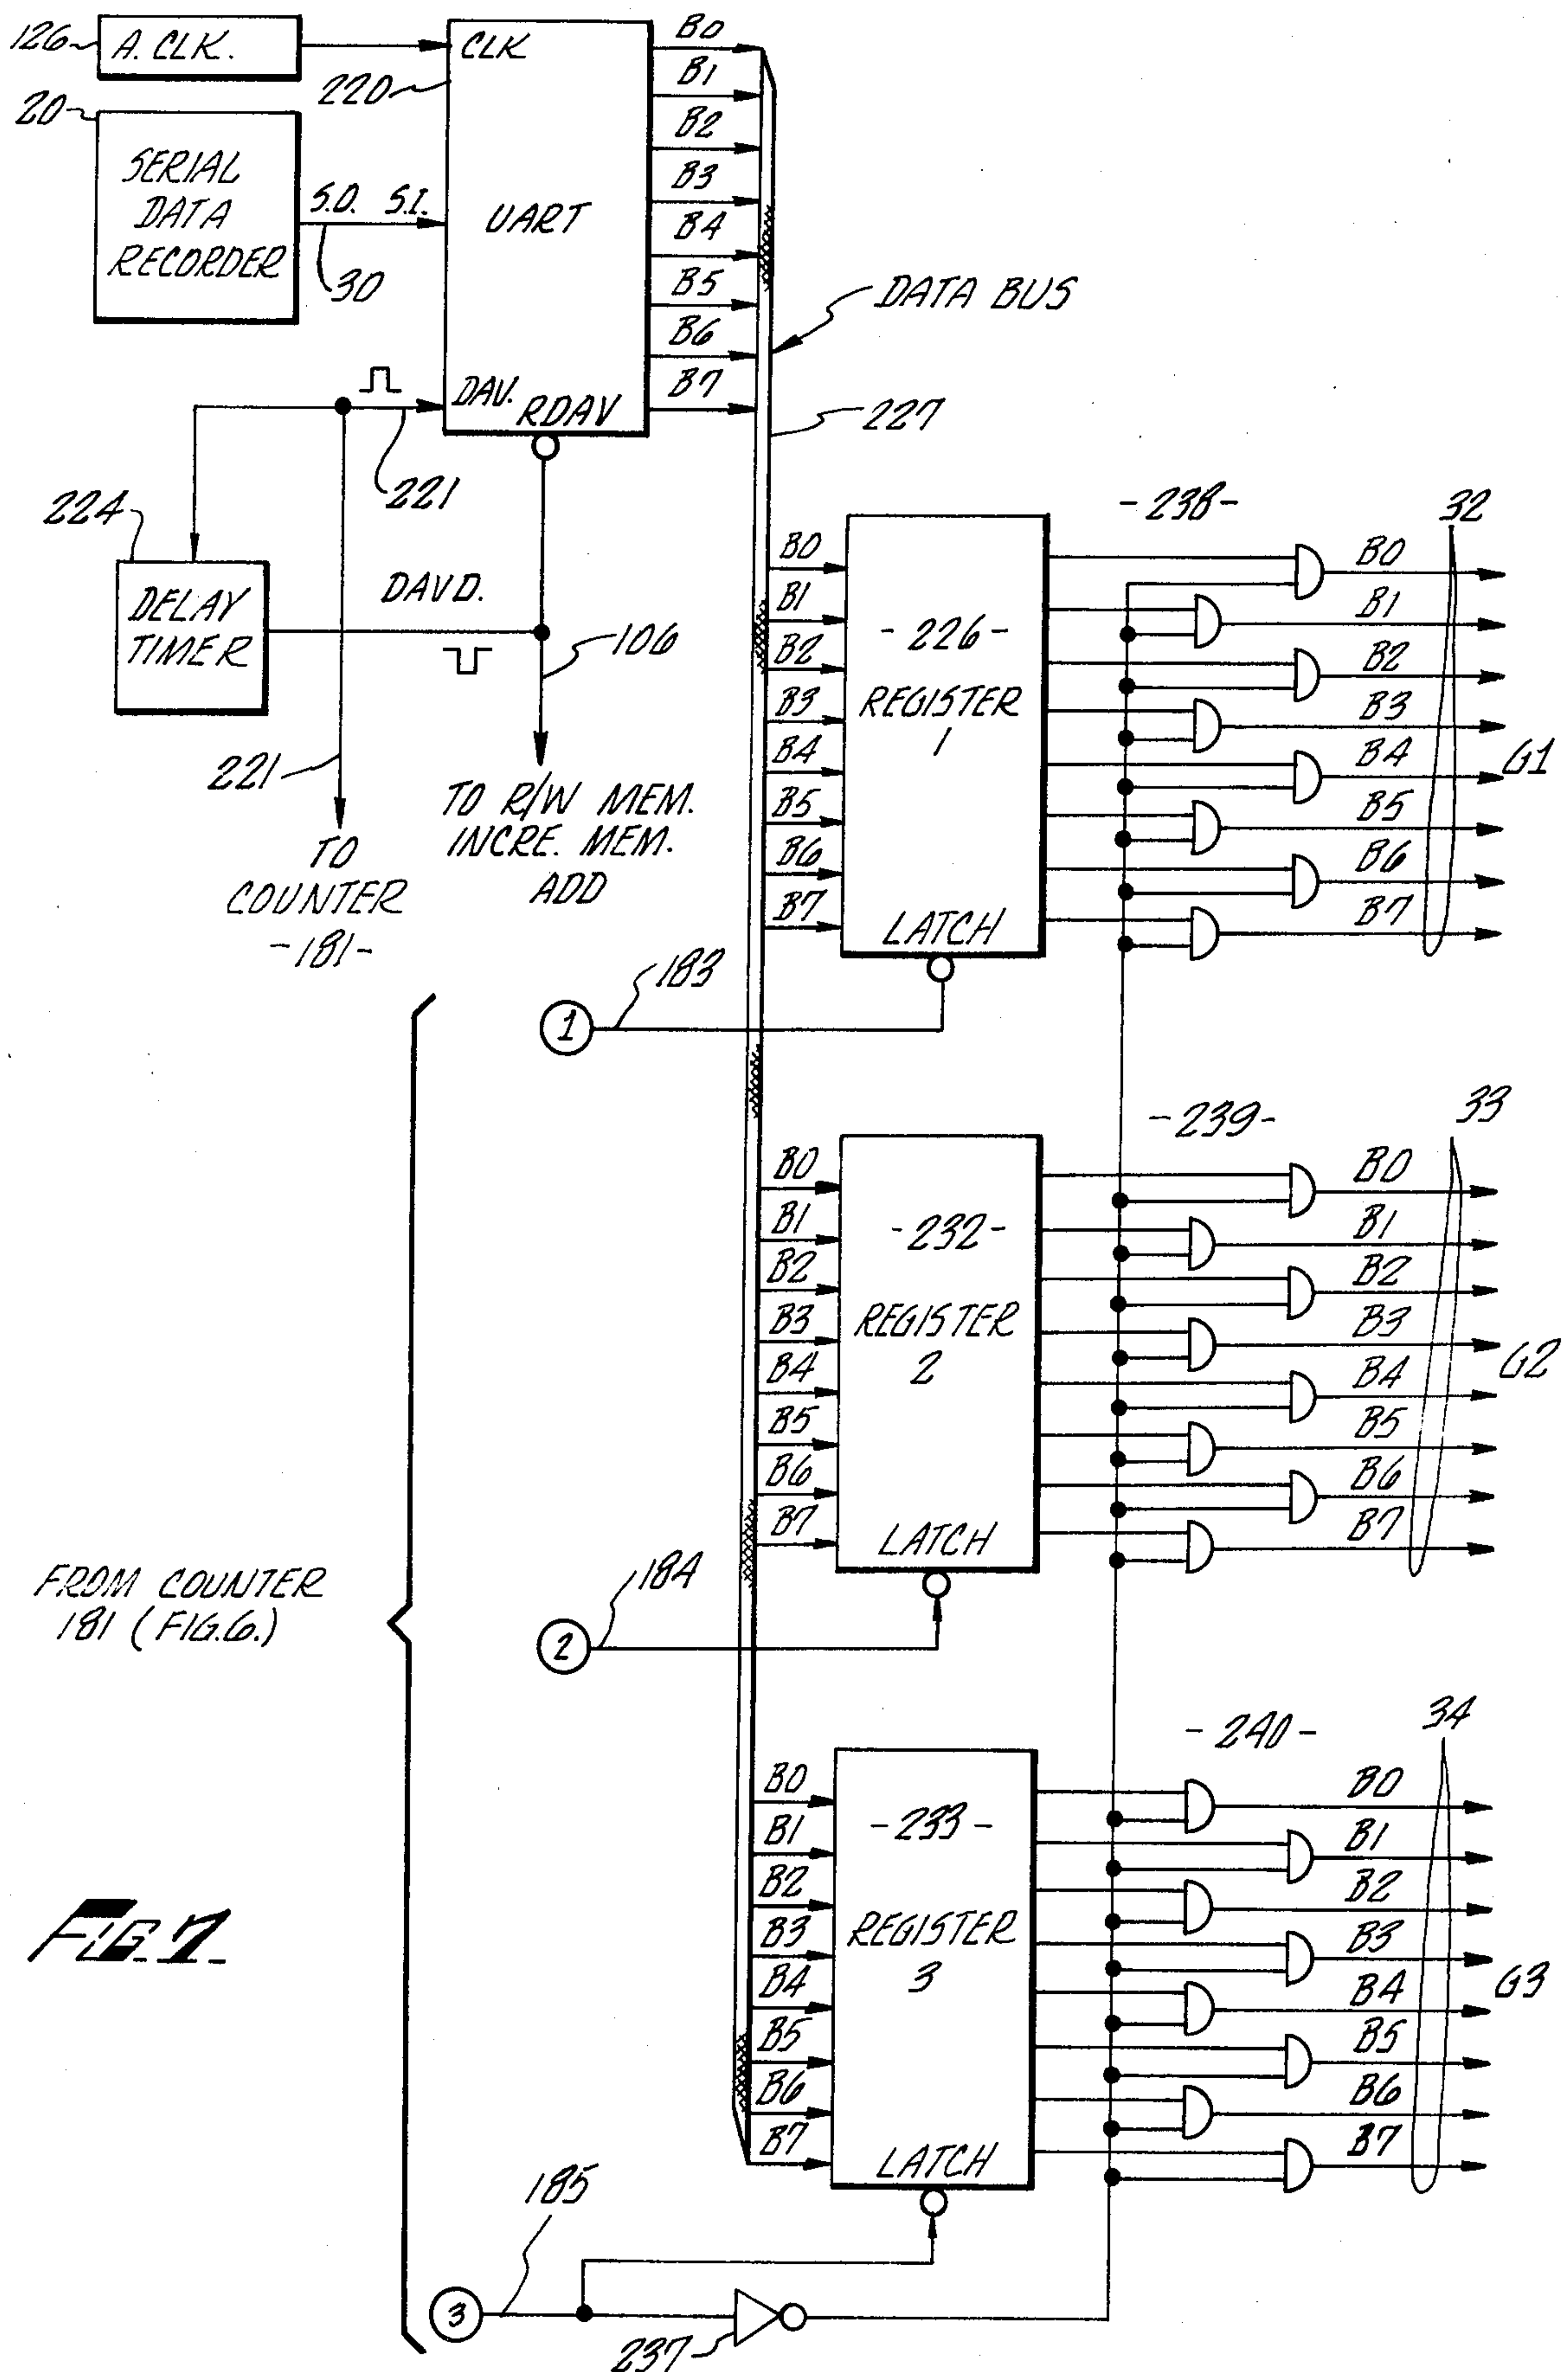 126
A. CLK.
CLK
220
20
SERIAL
DATA
RECORDER
S.O.
S.I.
30
UART
B0
B1
B2
B3
B4
B5
B6
B7
DATA BUS
227
DAV.
RDAV
221
224
DELAY
TIMER
DAVD.
106
221
TO
COUNTER
-181-
TO R/W MEM.
INCRE. MEM.
ADD
B0
B1
B2
B3
B4
B5
B6
B7
-226-
REGISTER
1
LATCH
-238-
32
B0
B1
B2
B3
B4
B5
B6
B7
G1
1
183
B0
B1
B2
B3
B4
B5
B6
B7
-232-
REGISTER
2
LATCH
-239-
33
B0
B1
B2
B3
B4
B5
B6
B7
G2
FROM COUNTER
181 (FIG.6.)
2
184
B0
B1
B2
B3
B4
B5
B6
B7
-233-
REGISTER
3
LATCH
-240-
34
B0
B1
B2
B3
B4
B5
B6
B7
G3
FIG. 7.
3
185
237